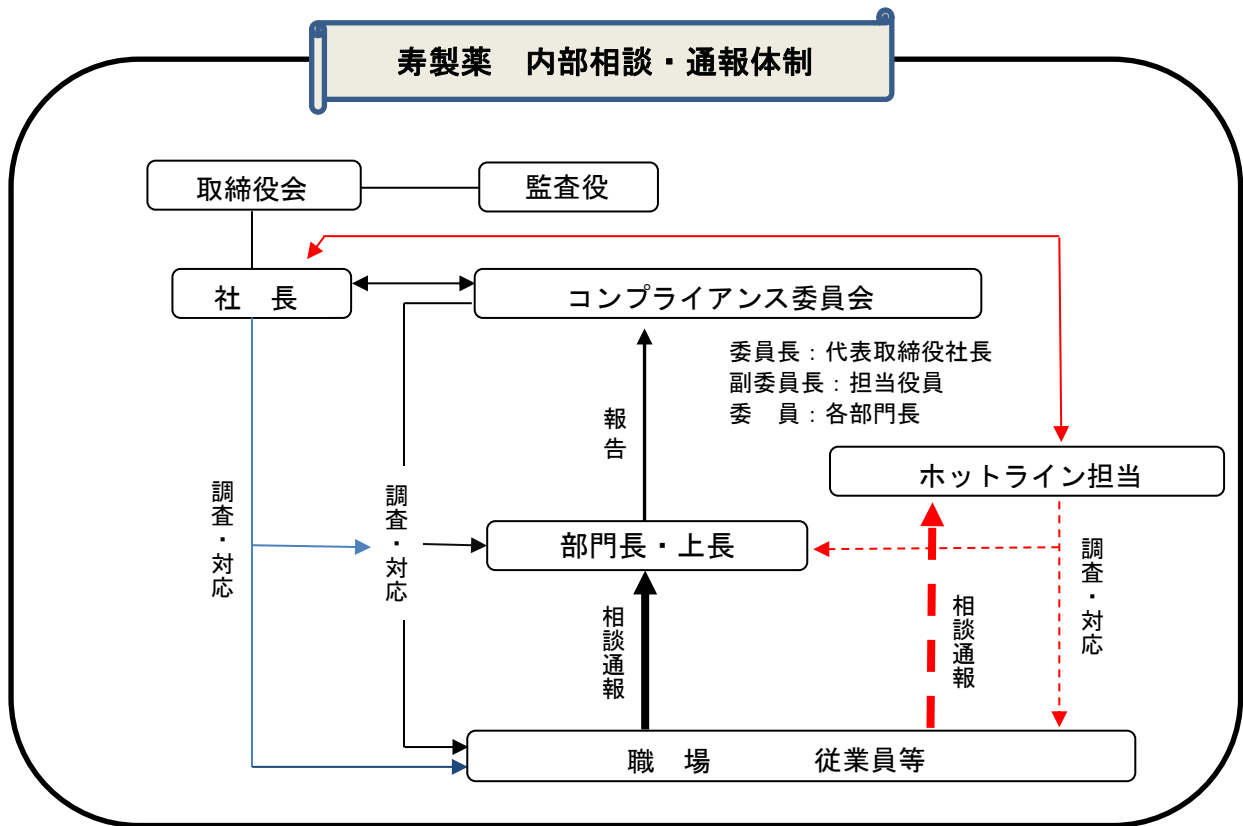 寿製薬　内部相談・通報体制
取締役会
監査役
社　長
コンプライアンス委員会
委員長：代表取締役社長
副委員長：担当役員
委　員：各部門長
報告
ホットライン担当
調査・対応
調査・対応
部門長・上長
調査・対応
相談通報
相談通報
職　場　　　従業員等